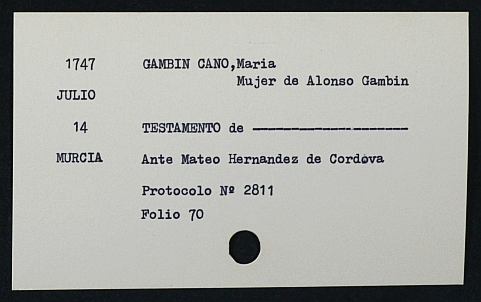 1747 GAMBIN CANO,Maria
Mujer de Alonso Gambin
JULIO
14 TESTAMENTO de --------------------
MURCIA Ante Mateo Hernandez de Cordova
Protocolo Nº 2811
Folio 70